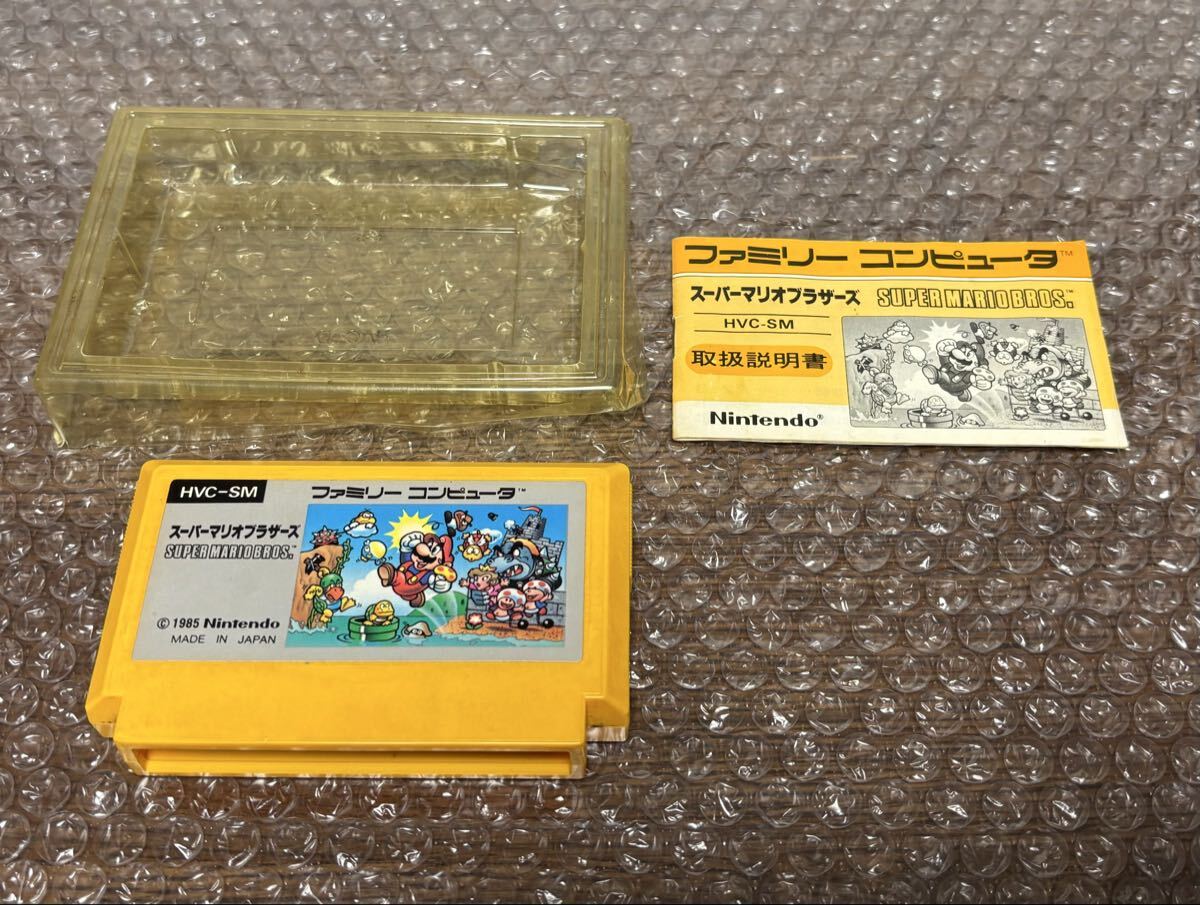 ファミリー コンピュータ™
スーパーマリオブラザーズ SUPER MARIO BROS.™
HVC-SM
取扱説明書
Nintendo®
HVC-SM ファミリー コンピュータ™
スーパーマリオブラザーズ
SUPER MARIO BROS.™
© 1985 Nintendo
MADE IN JAPAN